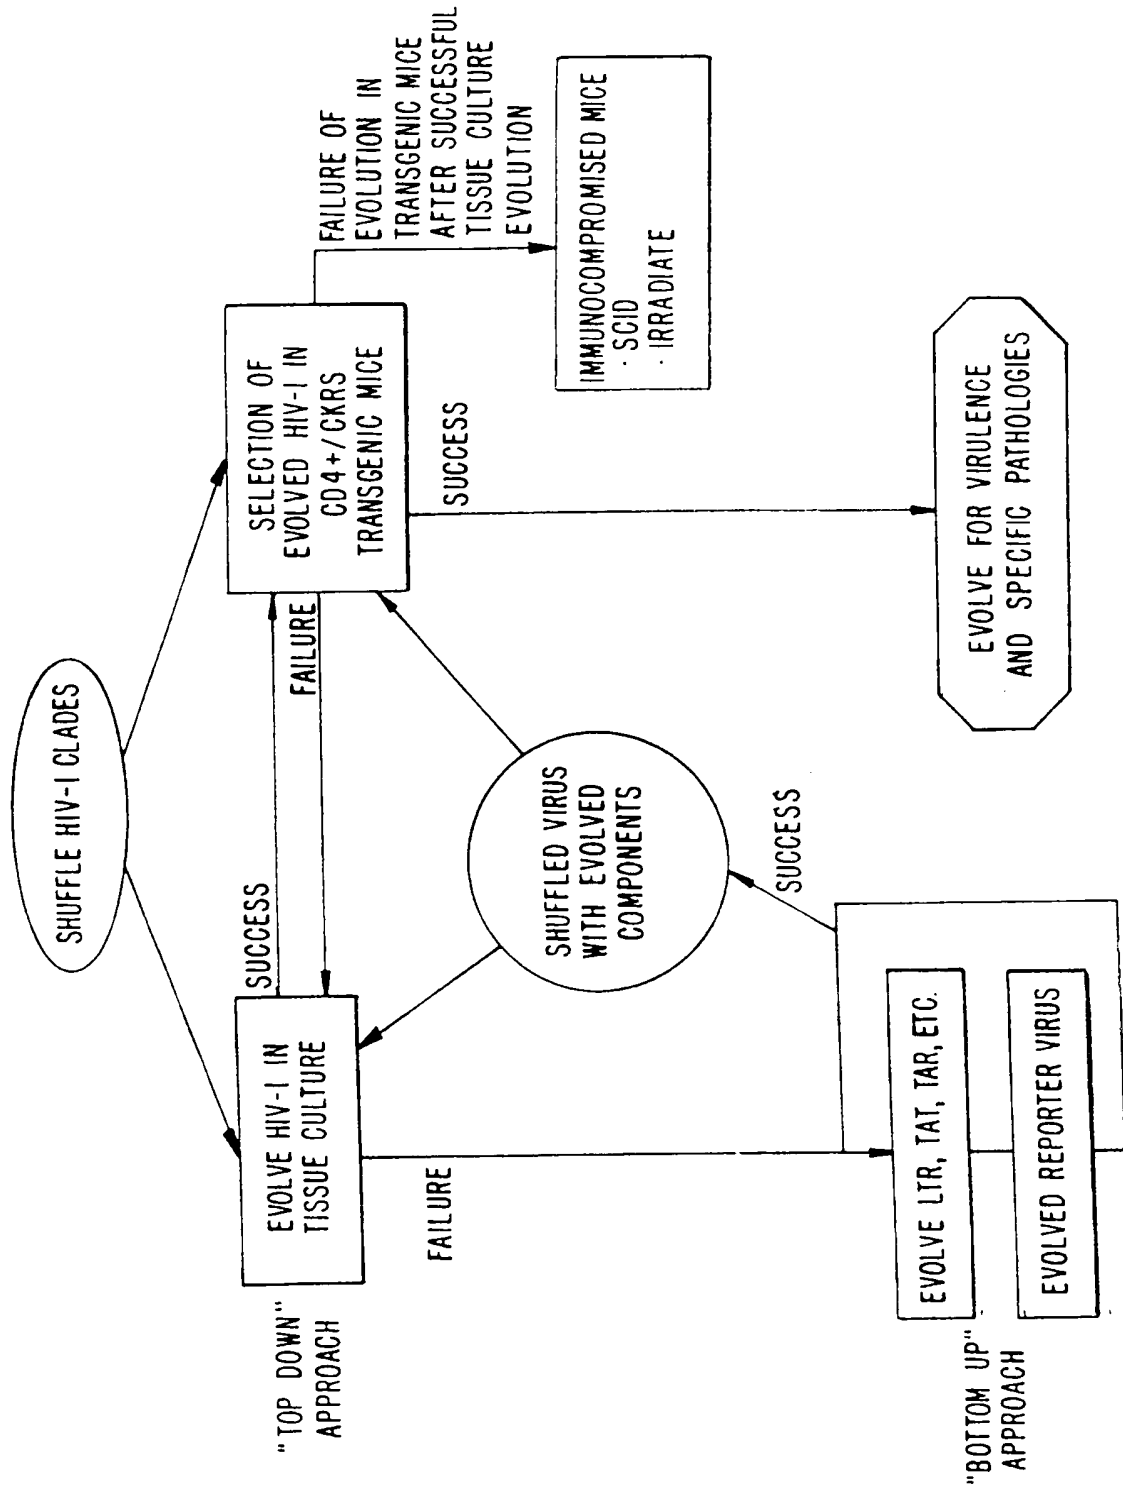 SHUFFLE HIV-I CLADES
"TOP DOWN"
APPROACH
EVOLVE HIV-I IN
TISSUE CULTURE
SUCCESS
FAILURE
SELECTION OF
EVOLVED HIV-I IN
CD4+/CKRS
TRANSGENIC MICE
FAILURE OF
EVOLUTION IN
TRANSGENIC MICE
AFTER SUCCESSFUL
TISSUE CULTURE
EVOLUTION
IMMUNOCOMPROMISED MICE
· SCID
· IRRADIATE
SUCCESS
FAILURE
SHUFFLED VIRUS
WITH EVOLVED
COMPONENTS
SUCCESS
"BOTTOM UP"
APPROACH
EVOLVE LTR, TAT, TAR, ETC.
EVOLVED REPORTER VIRUS
EVOLVE FOR VIRULENCE
AND SPECIFIC PATHOLOGIES